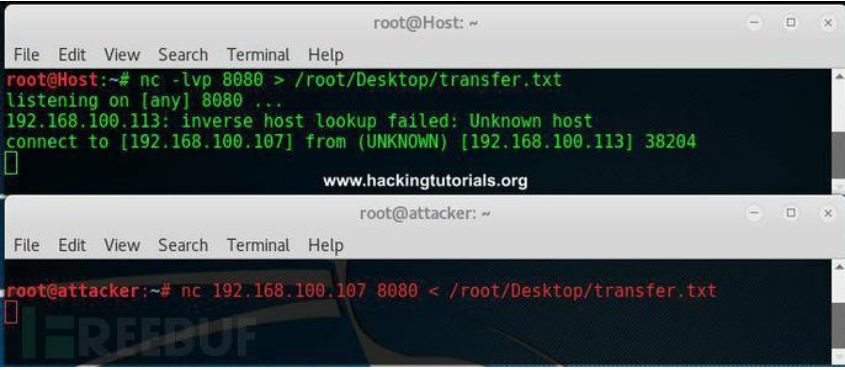 root@Host: ~
File Edit View Search Terminal Help
root@Host:~# nc -lvp 8080 > /root/Desktop/transfer.txt
listening on [any] 8080 ...
192.168.100.113: inverse host lookup failed: Unknown host
connect to [192.168.100.107] from (UNKNOWN) [192.168.100.113] 38204
www.hackingtutorials.org
root@attacker: ~
File Edit View Search Terminal Help
root@attacker:~# nc 192.168.100.107 8080 < /root/Desktop/transfer.txt
FREEBUF